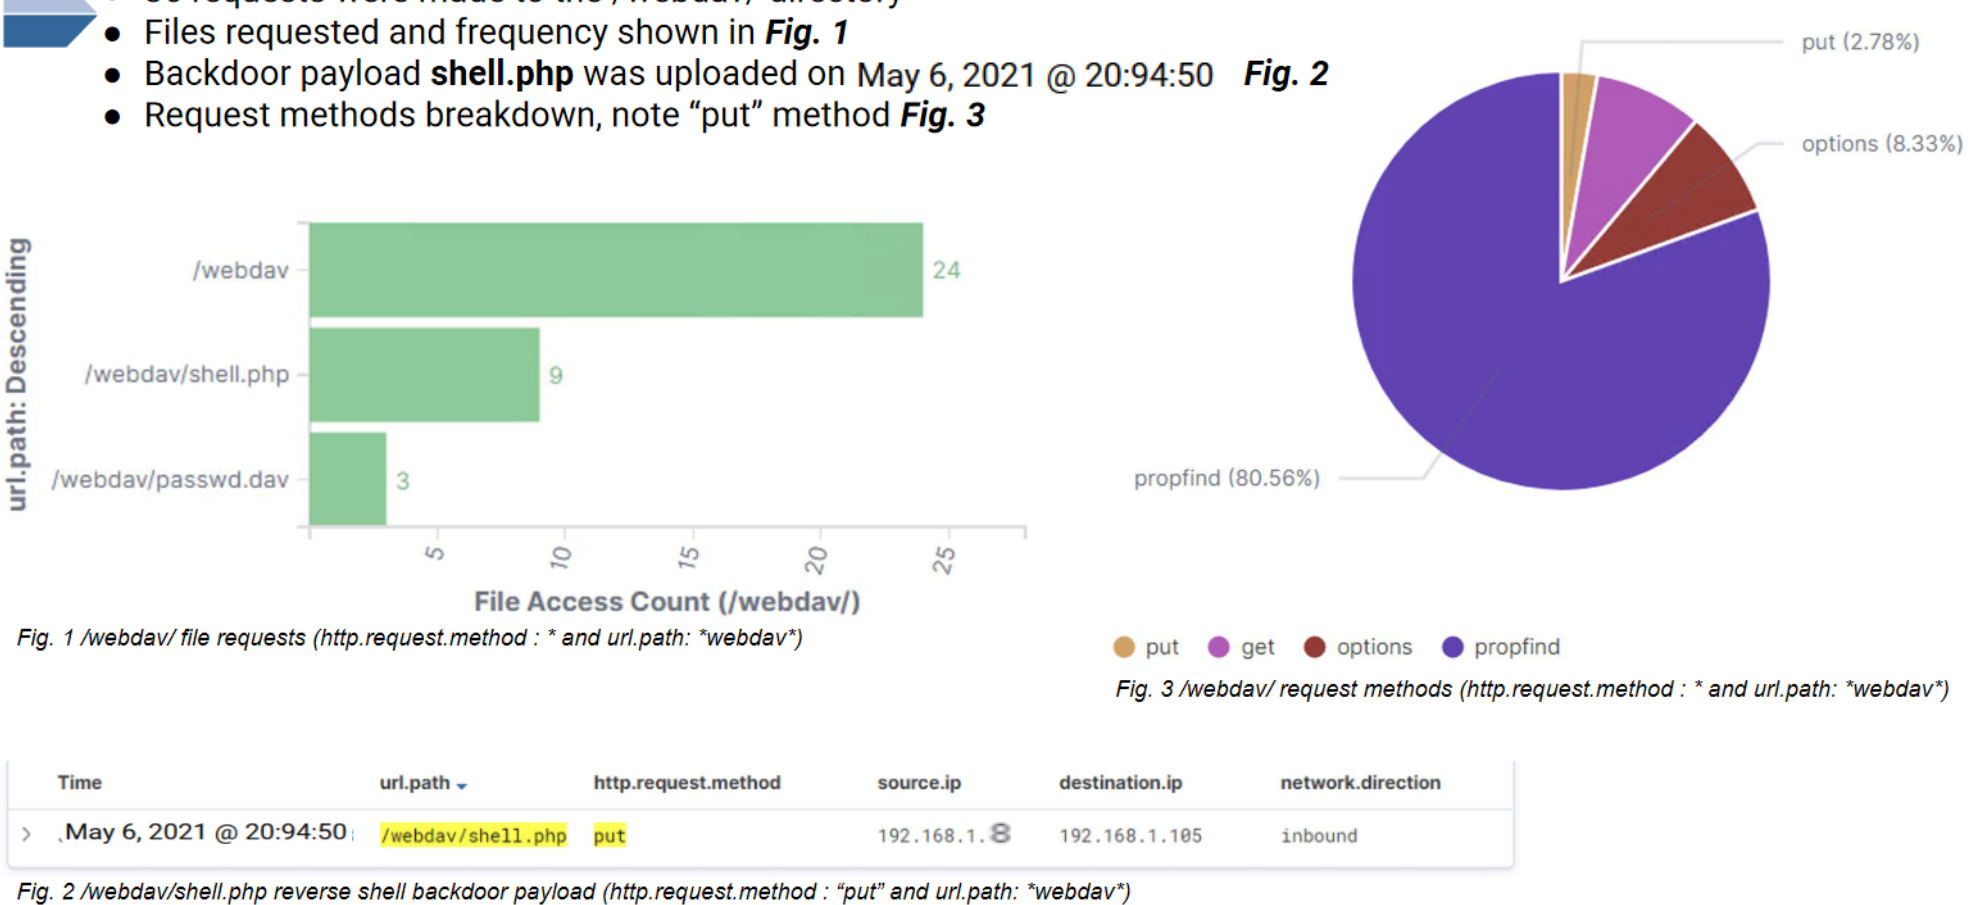 requests were made to the /webdav/ directory
● Files requested and frequency shown in Fig. 1
● Backdoor payload shell.php was uploaded on May 6, 2021 @ 20:94:50 Fig. 2
● Request methods breakdown, note “put” method Fig. 3
url.path: Descending
/webdav
24
/webdav/shell.php
9
/webdav/passwd.dav
3
5 10 15 20 25
File Access Count (/webdav/)
Fig. 1 /webdav/ file requests (http.request.method : * and url.path: *webdav*)
put (2.78%)
options (8.33%)
propfind (80.56%)
put get options propfind
Fig. 3 /webdav/ request methods (http.request.method : * and url.path: *webdav*)
Time url.path http.request.method source.ip destination.ip network.direction
May 6, 2021 @ 20:94:50 /webdav/shell.php put 192.168.1.8 192.168.1.105 inbound
Fig. 2 /webdav/shell.php reverse shell backdoor payload (http.request.method : “put” and url.path: *webdav*)